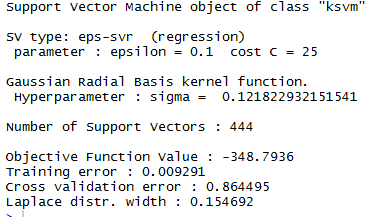 Support Vector Machine object of class "ksvm"
SV type: eps-svr (regression)
parameter : epsilon = 0.1 cost C = 25
Gaussian Radial Basis kernel function.
Hyperparameter : sigma = 0.121822932151541
Number of Support Vectors : 444
Objective Function Value : -348.7936
Training error : 0.009291
Cross validation error : 0.864495
Laplace distr. width : 0.154692
>